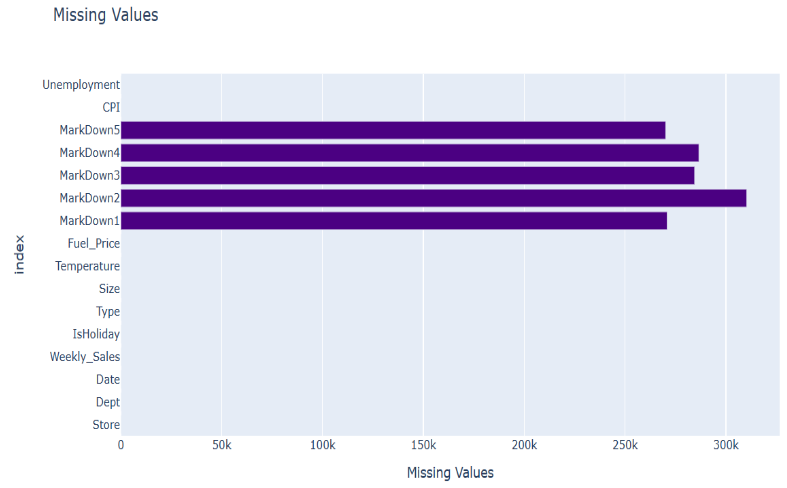 Missing Values
Unemployment
CPI
MarkDown5
MarkDown4
MarkDown3
MarkDown2
MarkDown1
Fuel_Price
Temperature
Size
Type
IsHoliday
Weekly_Sales
Date
Dept
Store
index
0 50k 100k 150k 200k 250k 300k
Missing Values